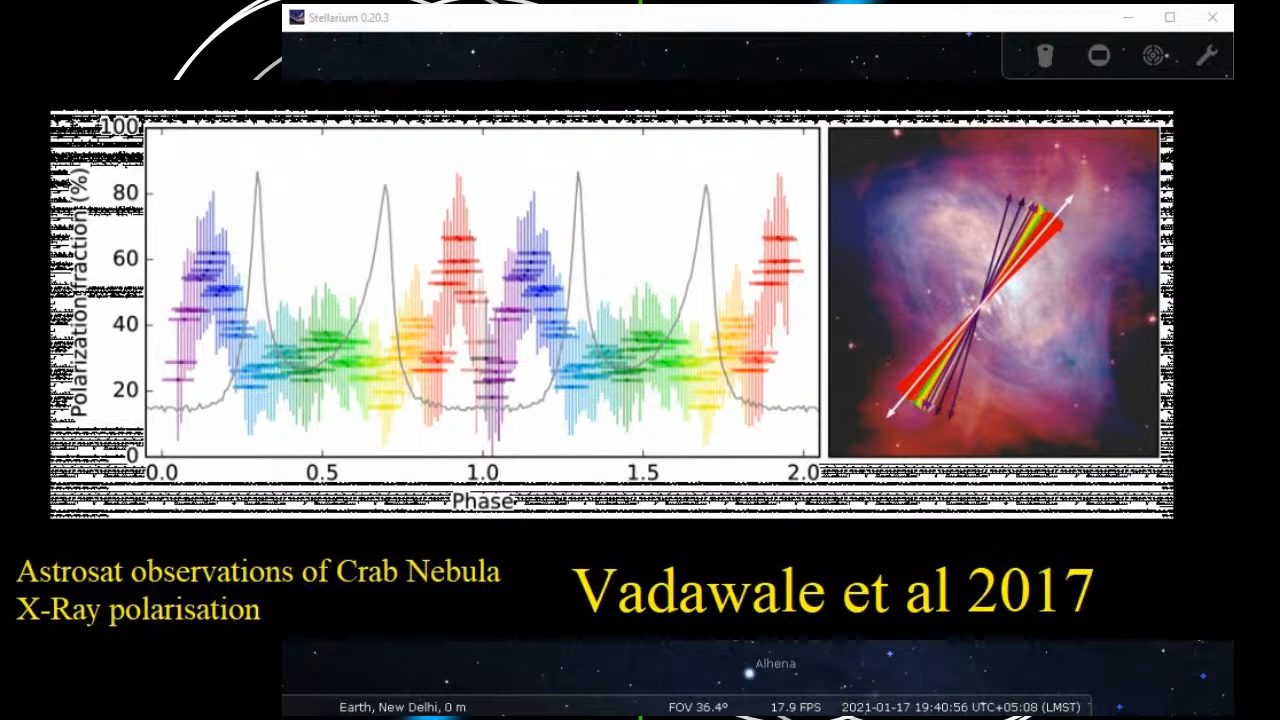 Stellarium 0.20.3
Polarization fraction (%)
100
80
60
40
20
0
0.0 0.5 1.0 1.5 2.0
Phase
Astrosat observations of Crab Nebula
X-Ray polarisation
Vadawale et al 2017
Alhena
Earth, New Delhi, 0 m FOV 36.4° 17.9 FPS 2021-01-17 19:40:56 UTC+05:08 (LMST)